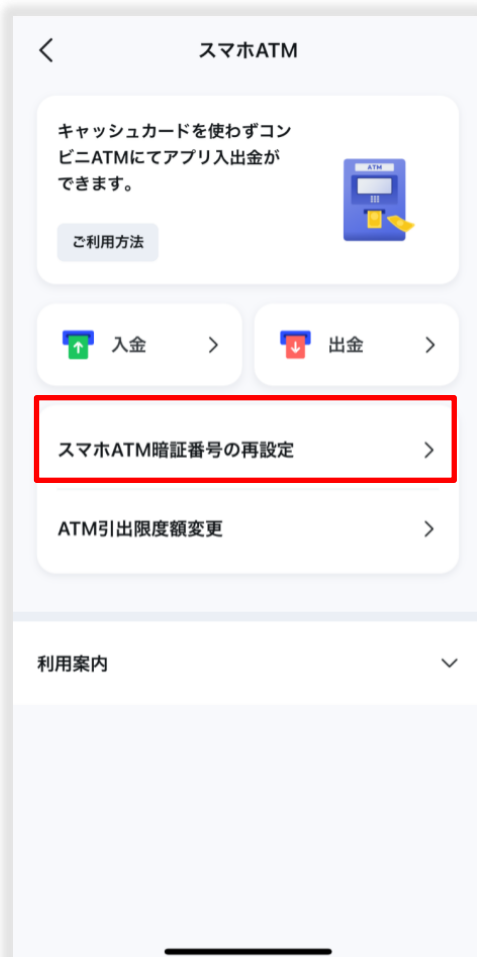 スマホATM
キャッシュカードを使わずコン
ビニATMにてアプリ入出金が
できます。
ATM
ご利用方法
入金
出金
スマホATM暗証番号の再設定
ATM引出限度額変更
利用案内